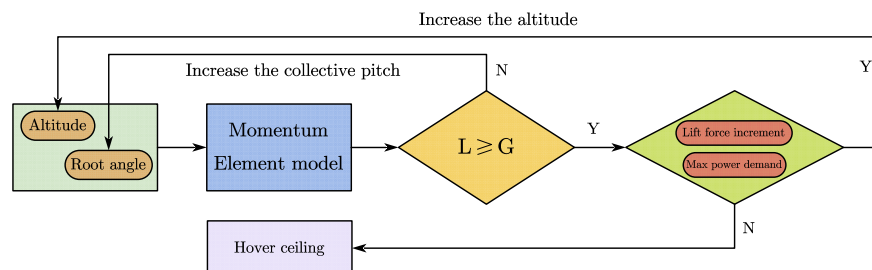 Increase the altitude
Increase the collective pitch
N
Y
Altitude
Root angle
Momentum
Element model
L ⩾ G
Y
Lift force increment
Max power demand
N
Hover ceiling